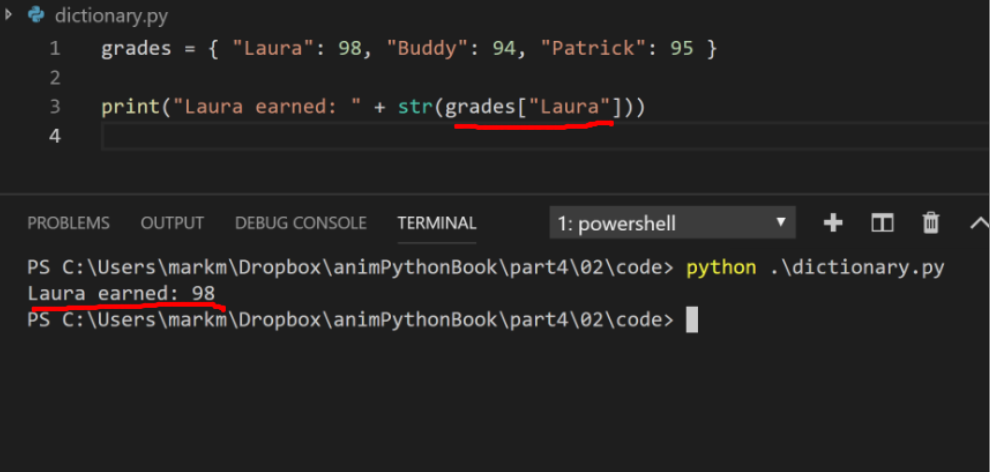 dictionary.py
1 grades = { "Laura": 98, "Buddy": 94, "Patrick": 95 }
2
3 print("Laura earned: " + str(grades["Laura"]))
4
PROBLEMS OUTPUT DEBUG CONSOLE TERMINAL 1: powershell
PS C:\Users\markm\Dropbox\animPythonBook\part4\02\code> python .\dictionary.py
Laura earned: 98
PS C:\Users\markm\Dropbox\animPythonBook\part4\02\code>